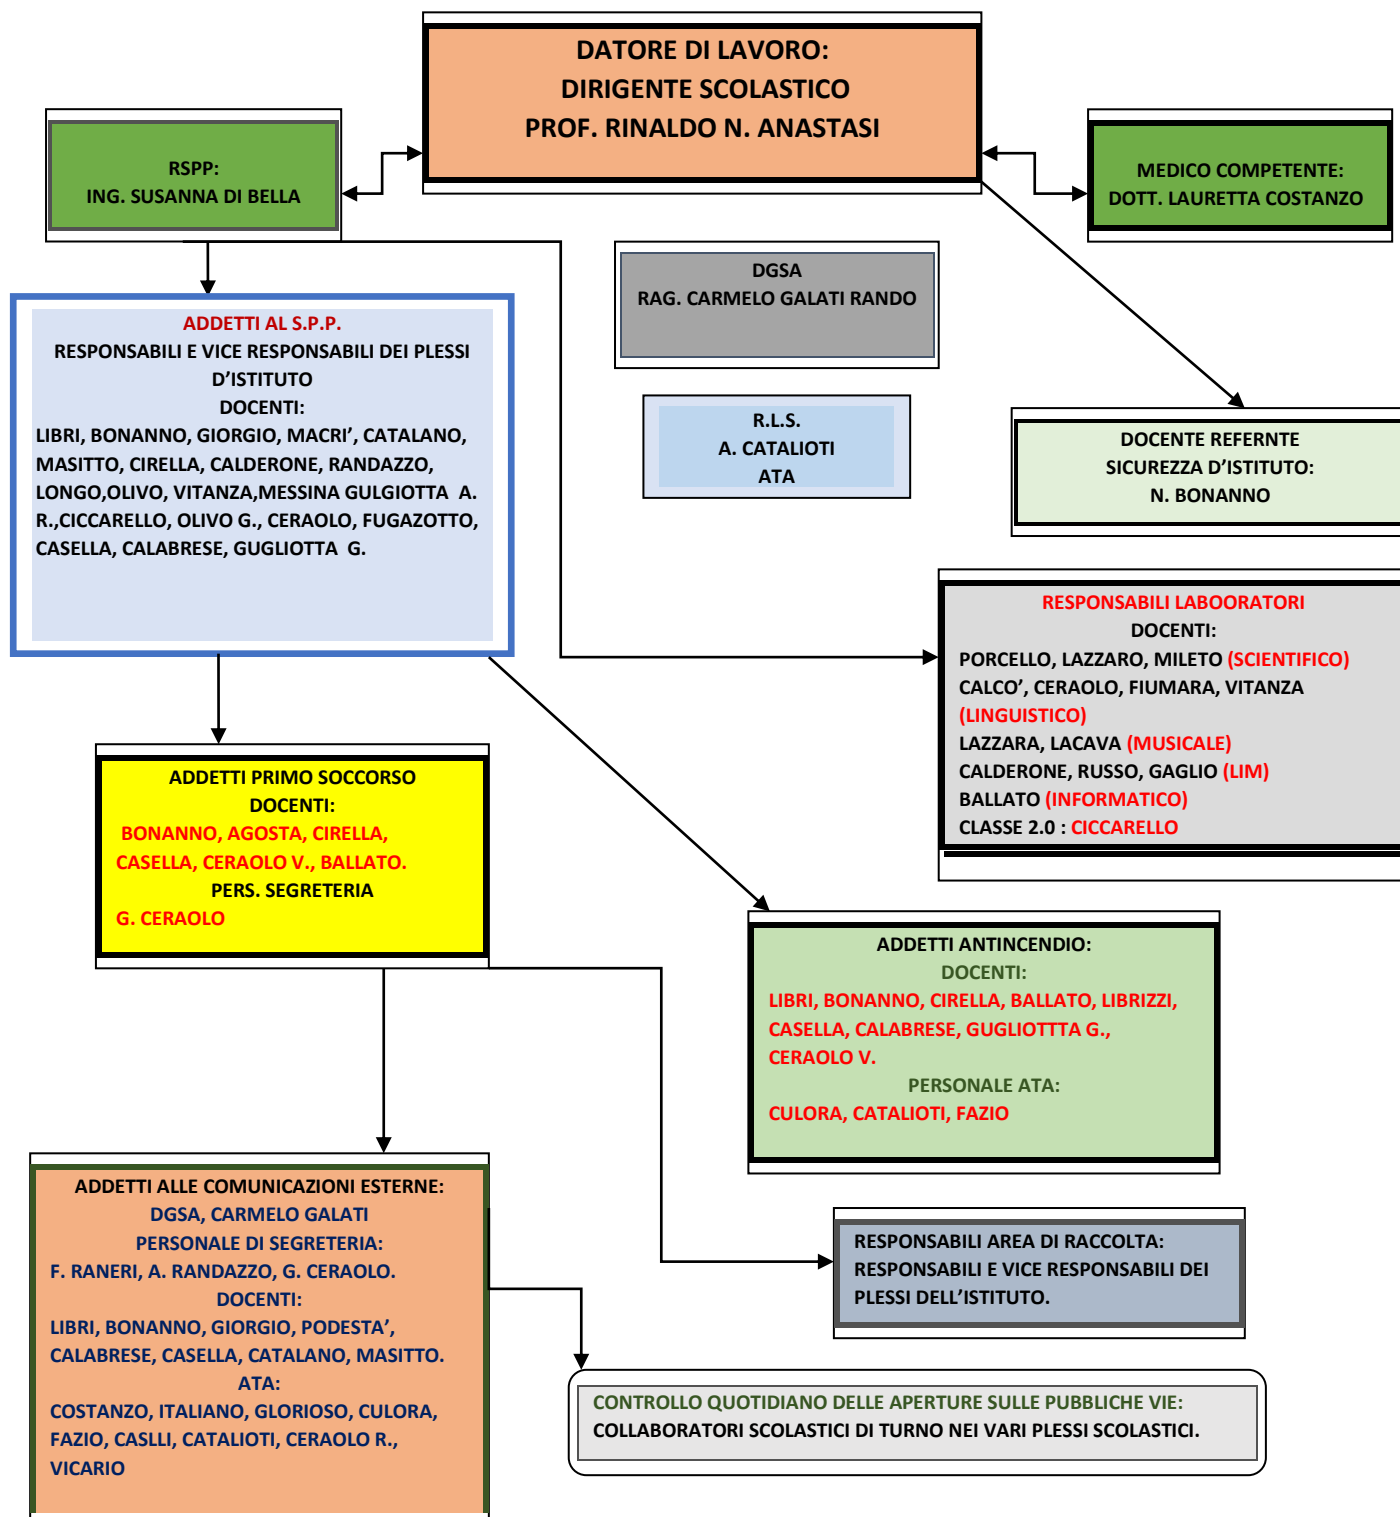 DATORE DI LAVORO:
DIRIGENTE SCOLASTICO
PROF. RINALDO N. ANASTASI
RSPP:
ING. SUSANNA DI BELLA
MEDICO COMPETENTE:
DOTT. LAURETTA COSTANZO
DGSA
RAG. CARMELO GALATI RANDO
ADDETTI AL S.P.P.
RESPONSABILI E VICE RESPONSABILI DEI PLESSI
D’ISTITUTO
DOCENTI:
LIBRI, BONANNO, GIORGIO, MACRI’, CATALANO,
MASITTO, CIRELLA, CALDERONE, RANDAZZO,
LONGO,OLIVO, VITANZA,MESSINA GULGIOTTA A.
R.,CICCARELLO, OLIVO G., CERAOLO, FUGAZOTTO,
CASELLA, CALABRESE, GUGLIOTTA G.
R.L.S.
A. CATALIOTI
ATA
DOCENTE REFERNTE
SICUREZZA D’ISTITUTO:
N. BONANNO
RESPONSABILI LABOORATORI
DOCENTI:
PORCELLO, LAZZARO, MILETO (SCIENTIFICO)
CALCO’, CERAOLO, FIUMARA, VITANZA
(LINGUISTICO)
LAZZARA, LACAVA (MUSICALE)
CALDERONE, RUSSO, GAGLIO (LIM)
BALLATO (INFORMATICO)
CLASSE 2.0 : CICCARELLO
ADDETTI PRIMO SOCCORSO
DOCENTI:
BONANNO, AGOSTA, CIRELLA,
CASELLA, CERAOLO V., BALLATO.
PERS. SEGRETERIA
G. CERAOLO
ADDETTI ANTINCENDIO:
DOCENTI:
LIBRI, BONANNO, CIRELLA, BALLATO, LIBRIZZI,
CASELLA, CALABRESE, GUGLIOTTTA G.,
CERAOLO V.
PERSONALE ATA:
CULORA, CATALIOTI, FAZIO
ADDETTI ALLE COMUNICAZIONI ESTERNE:
DGSA, CARMELO GALATI
PERSONALE DI SEGRETERIA:
F. RANERI, A. RANDAZZO, G. CERAOLO.
DOCENTI:
LIBRI, BONANNO, GIORGIO, PODESTA’,
CALABRESE, CASELLA, CATALANO, MASITTO.
ATA:
COSTANZO, ITALIANO, GLORIOSO, CULORA,
FAZIO, CASLLI, CATALIOTI, CERAOLO R.,
VICARIO
RESPONSABILI AREA DI RACCOLTA:
RESPONSABILI E VICE RESPONSABILI DEI
PLESSI DELL’ISTITUTO.
CONTROLLO QUOTIDIANO DELLE APERTURE SULLE PUBBLICHE VIE:
COLLABORATORI SCOLASTICI DI TURNO NEI VARI PLESSI SCOLASTICI.